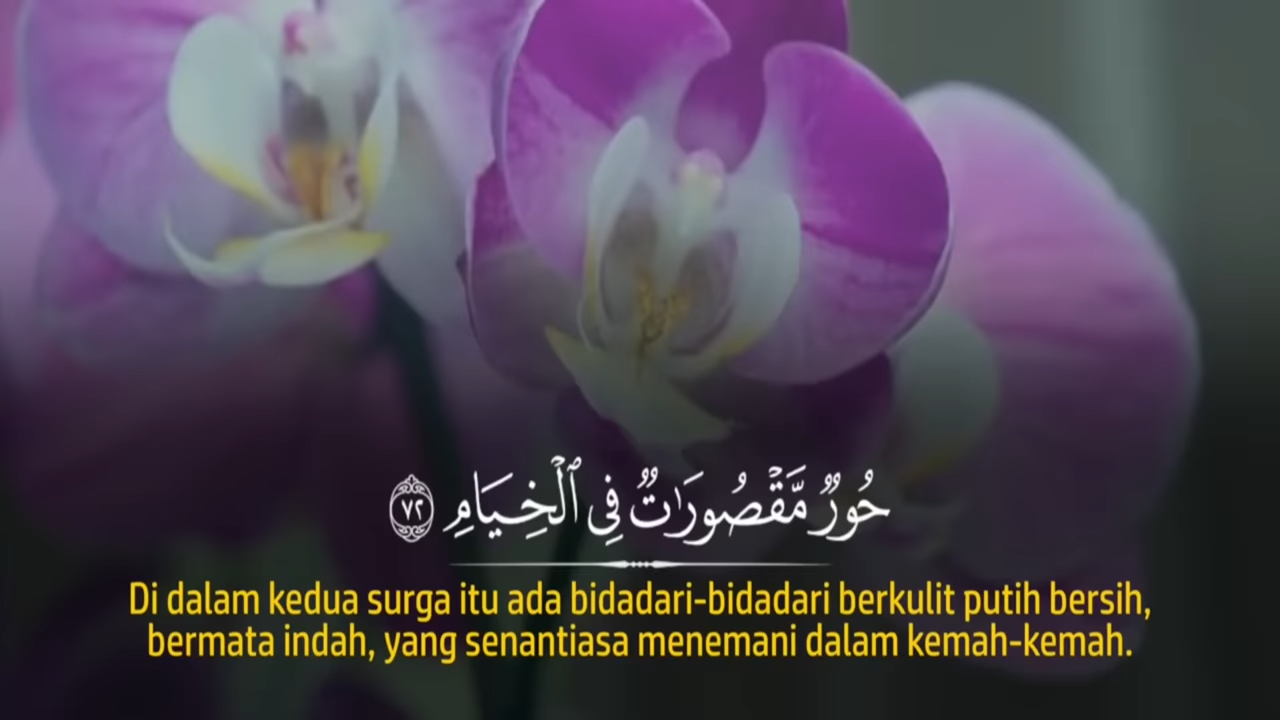 حُورٌ مَّقْصُورَٰتٌ فِى ٱلْخِيَامِ ٧٢
Di dalam kedua surga itu ada bidadari-bidadari berkulit putih bersih,
bermata indah, yang senantiasa menemani dalam kemah-kemah.